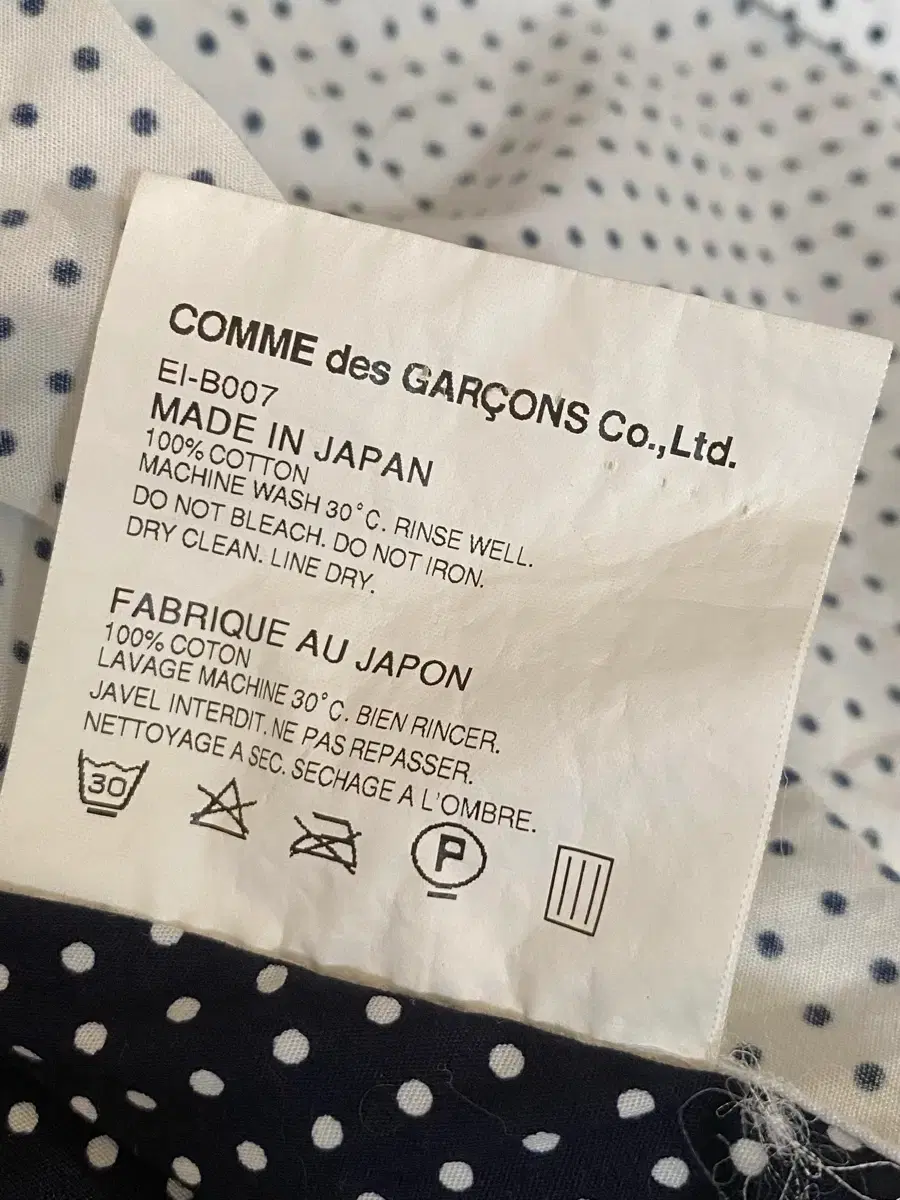 COMME des GARÇONS Co.,Ltd.
EI-B007
MADE IN JAPAN
100% COTTON
MACHINE WASH 30°C. RINSE WELL.
DO NOT BLEACH. DO NOT IRON.
DRY CLEAN. LINE DRY.
FABRIQUE AU JAPON
100% COTON
LAVAGE MACHINE 30°C. BIEN RINCER.
JAVEL INTERDIT. NE PAS REPASSER.
NETTOYAGE A SEC. SECHAGE A L'OMBRE.
30 P